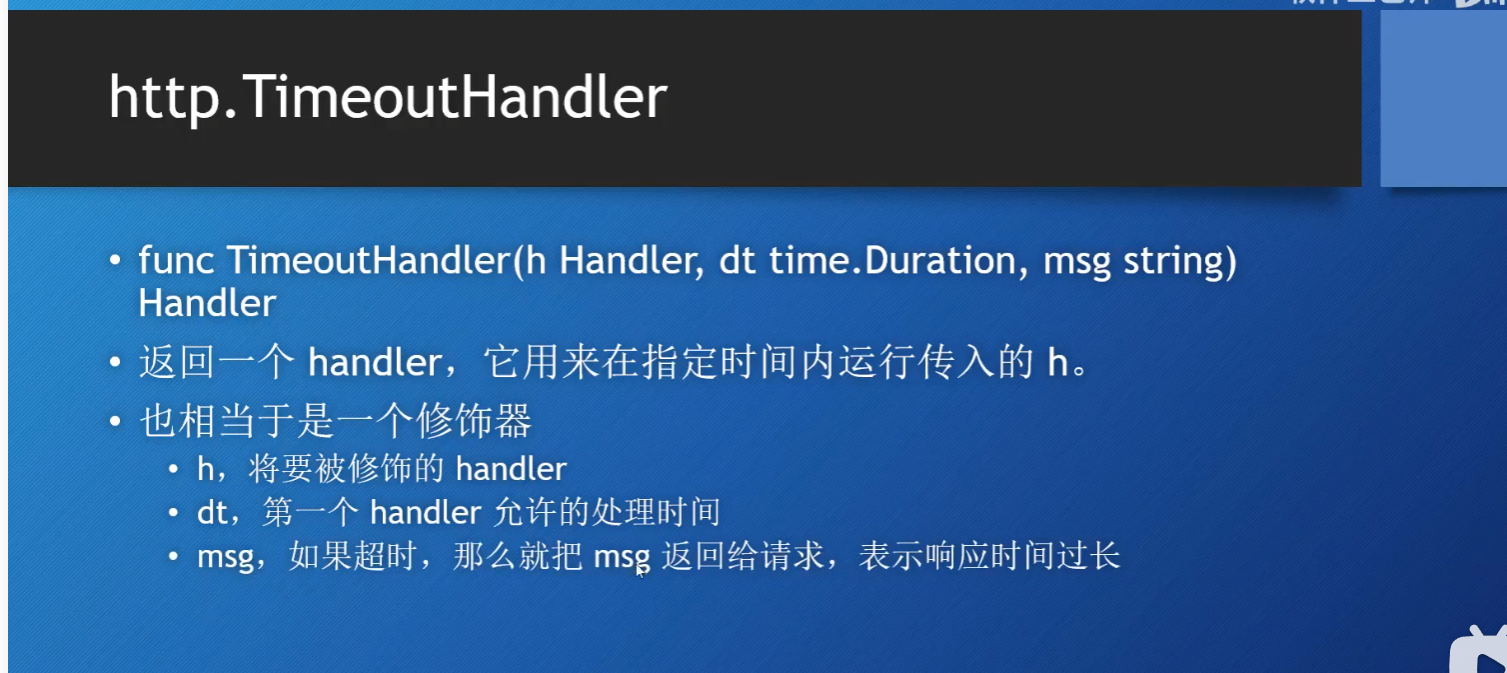 http.TimeoutHandler
• func TimeoutHandler(h Handler, dt time.Duration, msg string)
Handler
• 返回一个 handler，它用来在指定时间内运行传入的 h。
• 也相当于是一个修饰器
• h，将要被修饰的 handler
• dt，第一个 handler 允许的处理时间
• msg，如果超时，那么就把 msg 返回给请求，表示响应时间过长